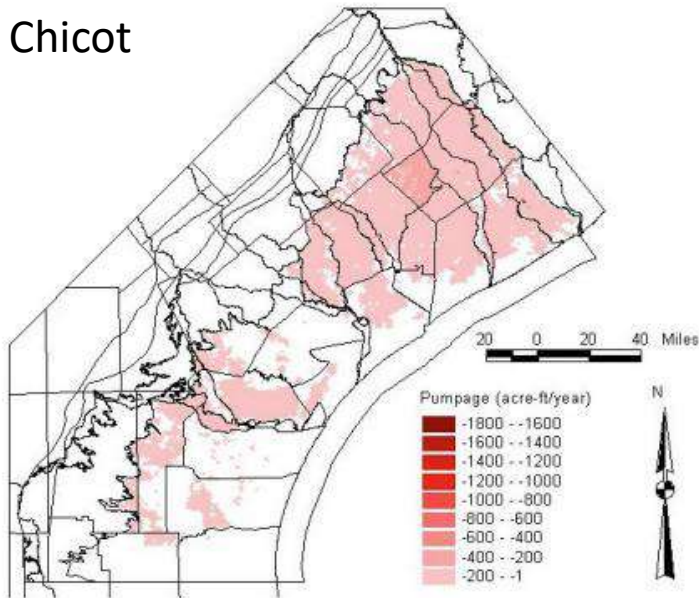 Chicot
20 0 20 40 Miles
Pumpage (acre-ft/year)
N
-1800 - -1600
-1600 - -1400
-1400 - -1200
-1200 - -1000
-1000 - -800
-800 - -600
-600 - -400
-400 - -200
-200 - -1